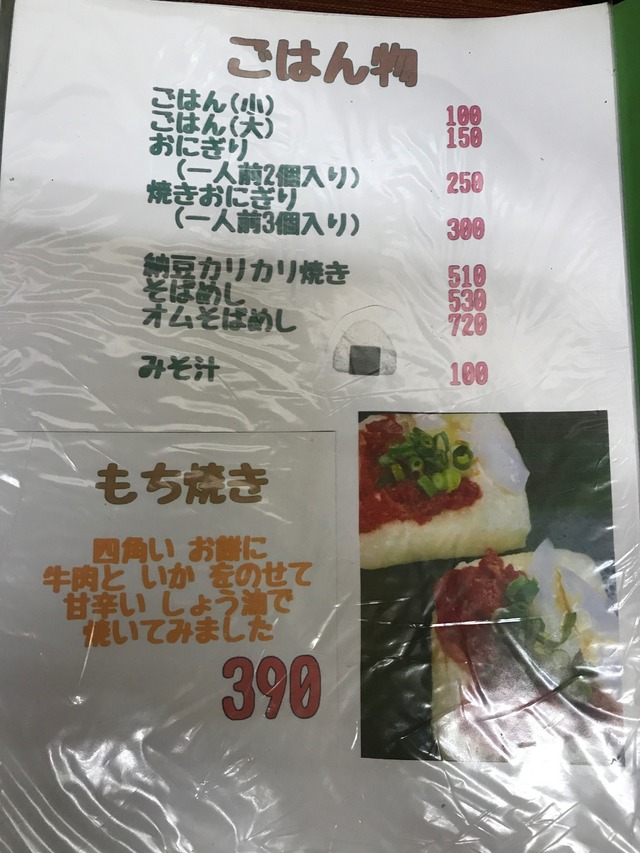 ごはん物
ごはん(小) 100
ごはん(大) 150
おにぎり
(一人前2個入り) 250
焼きおにぎり
(一人前3個入り) 300
納豆カリカリ焼き 510
そばめし 530
オムそばめし 720
みそ汁 100
もち焼き
四角い お餅に
牛肉と いか をのせて
甘辛い しょう油で
焼いてみました
390